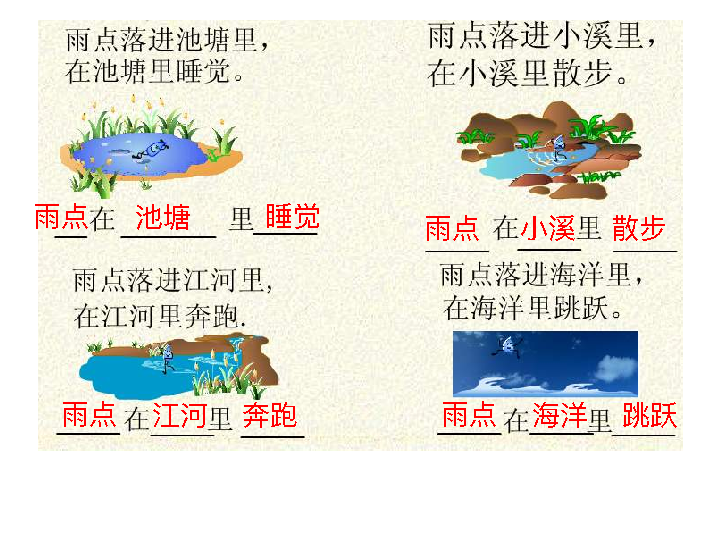 雨点落进池塘里，
在池塘里睡觉。
雨点在 池塘 里 睡觉
雨点落进小溪里，
在小溪里散步。
雨点 在小溪里 散步
雨点落进江河里,
在江河里奔跑.
雨点 在江河里 奔跑
雨点落进海洋里，
在海洋里跳跃。
雨点 在海洋里 跳跃